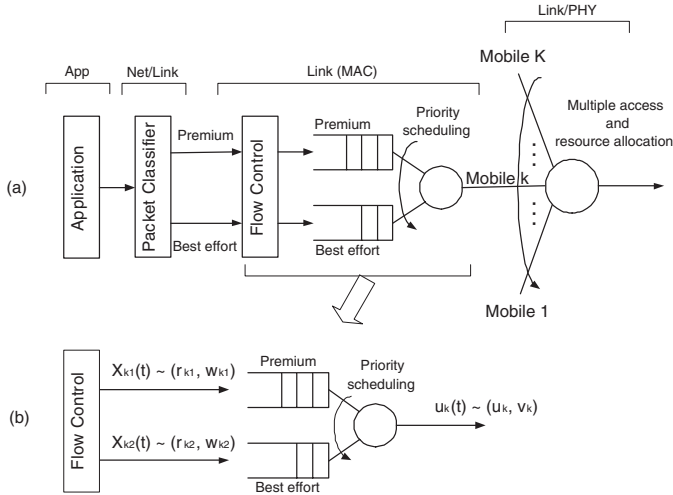 Link/PHY
App
Net/Link
Link (MAC)
Mobile K
Multiple access
and
resource allocation
Application
Packet Classifier
Premium
Best effort
Flow Control
Premium
Priority
scheduling
Best effort
Mobile k
Mobile 1
(a)
(b)
Flow Control
Xk1(t) ~ (rk1, wk1)
Xk2(t) ~ (rk2, wk2)
Premium
Priority
scheduling
Best effort
uk(t) ~ (uk, vk)